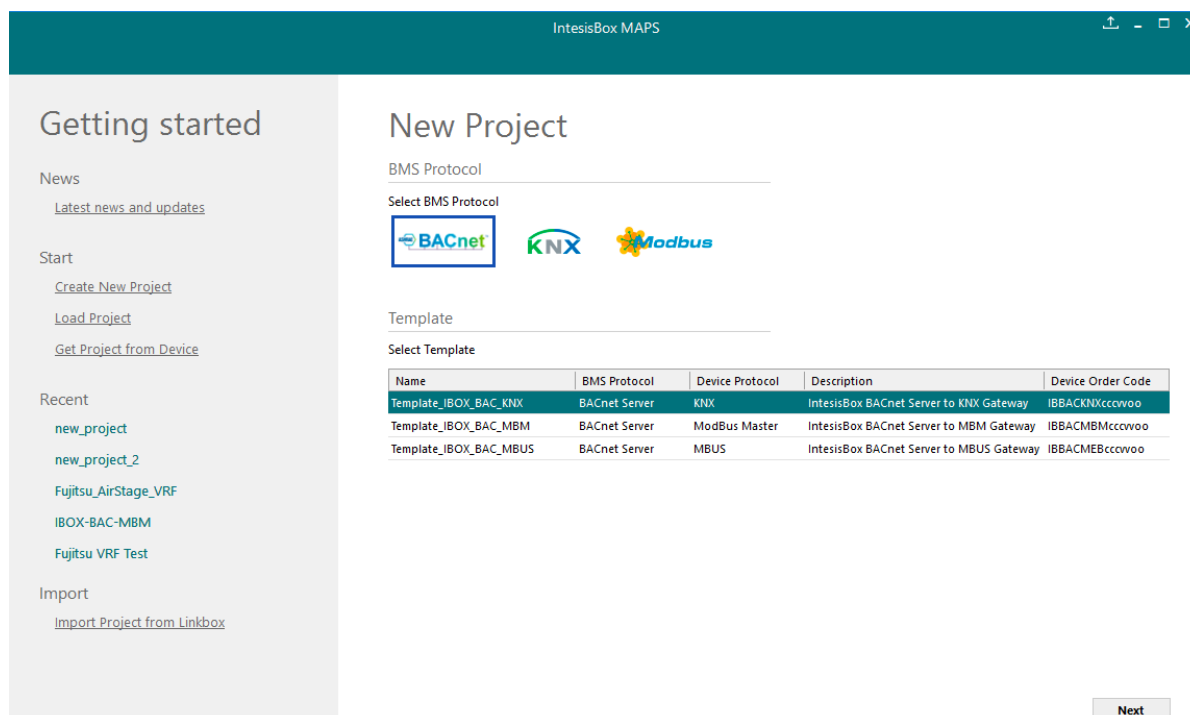 IntesisBox MAPS
Getting started
News
Latest news and updates
Start
Create New Project
Load Project
Get Project from Device
Recent
new_project
new_project_2
Fujitsu_AirStage_VRF
IBOX-BAC-MBM
Fujitsu VRF Test
Import
Import Project from Linkbox
New Project
BMS Protocol
Select BMS Protocol
BACnet KNX Modbus
Template
Select Template
Name BMS Protocol Device Protocol Description Device Order Code
Template_IBOX_BAC_KNX BACnet Server KNX IntesisBox BACnet Server to KNX Gateway IBBACKNXcccvvoo
Template_IBOX_BAC_MBM BACnet Server ModBus Master IntesisBox BACnet Server to MBM Gateway IBBACMBMcccvvoo
Template_IBOX_BAC_MBUS BACnet Server MBUS IntesisBox BACnet Server to MBUS Gateway IBBACMEBcccvvoo
Next